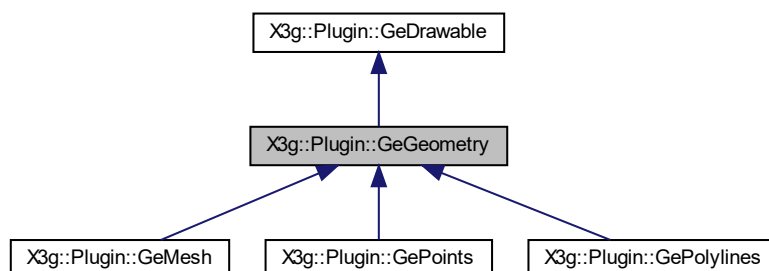 X3g::Plugin::GeDrawable
X3g::Plugin::GeGeometry
X3g::Plugin::GeMesh
X3g::Plugin::GePoints
X3g::Plugin::GePolylines